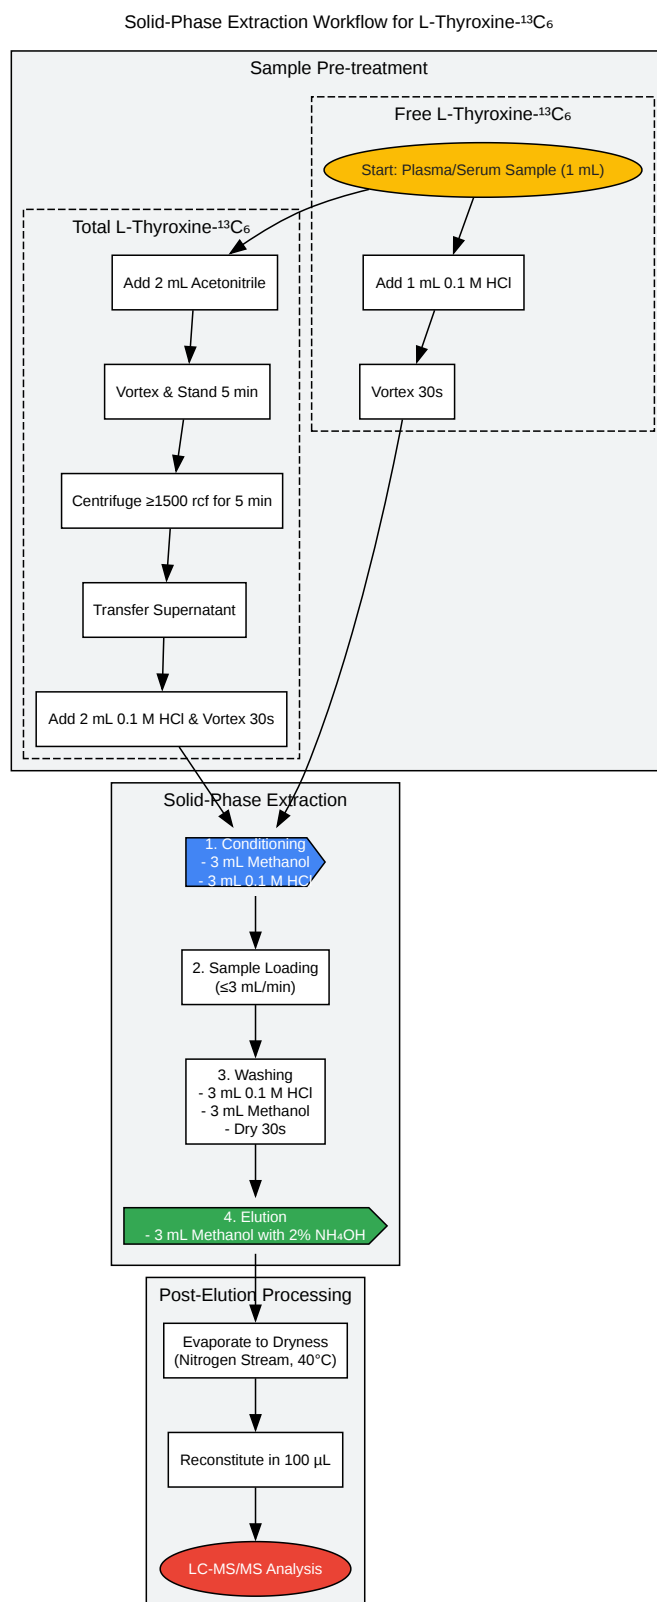 Solid-Phase Extraction Workflow for L-Thyroxine-¹³C₆
Sample Pre-treatment
Free L-Thyroxine-¹³C₆
Start: Plasma/Serum Sample (1 mL)
Total L-Thyroxine-¹³C₆
Add 2 mL Acetonitrile
Add 1 mL 0.1 M HCl
Vortex & Stand 5 min
Vortex 30s
Centrifuge ≥1500 rcf for 5 min
Transfer Supernatant
Add 2 mL 0.1 M HCl & Vortex 30s
Solid-Phase Extraction
1. Conditioning
- 3 mL Methanol
- 3 mL 0.1 M HCl
2. Sample Loading
(≤3 mL/min)
3. Washing
- 3 mL 0.1 M HCl
- 3 mL Methanol
- Dry 30s
4. Elution
- 3 mL Methanol with 2% NH₄OH
Post-Elution Processing
Evaporate to Dryness
(Nitrogen Stream, 40°C)
Reconstitute in 100 µL
LC-MS/MS Analysis